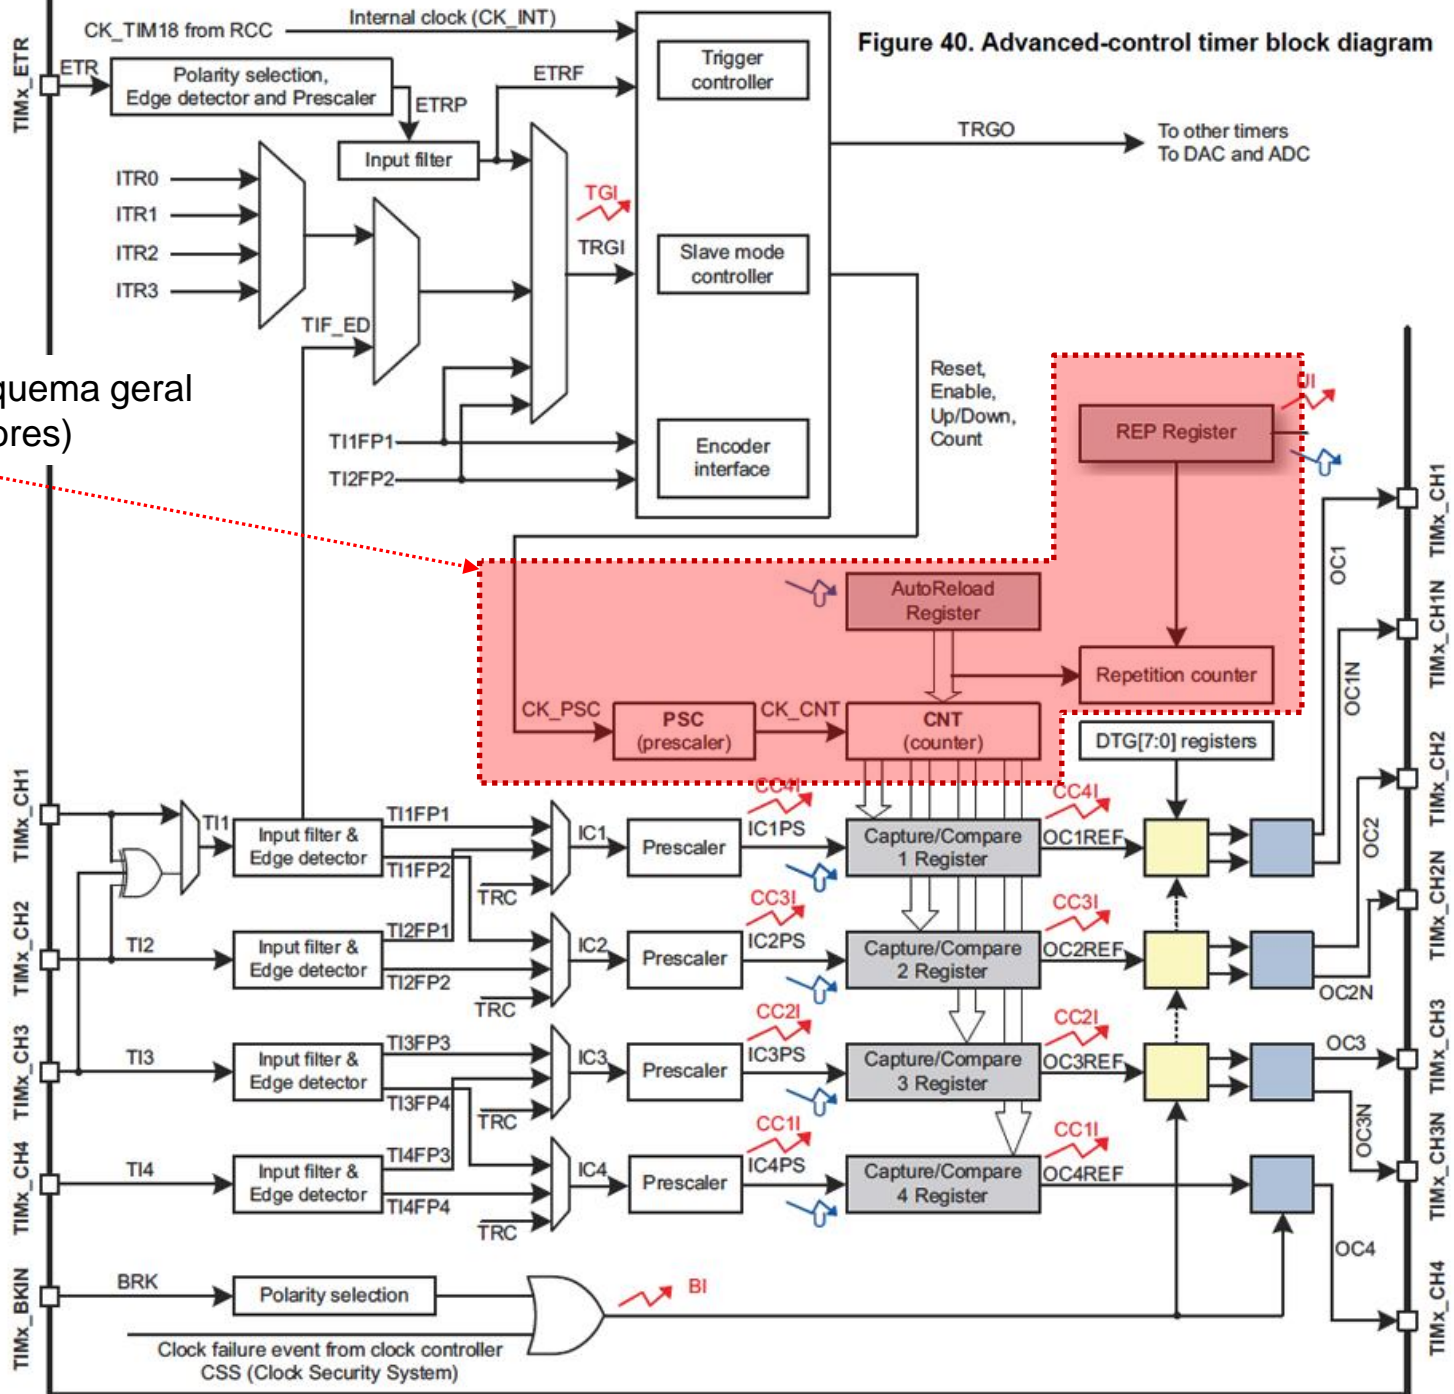 Figure 40. Advanced-control timer block diagram
Internal clock (CK_INT)
CK_TIM18 from RCC
TIMx_ETR
ETR
Polarity selection,
Edge detector and Prescaler
ETRP
Input filter
ETRF
Trigger
controller
TRGO
To other timers
To DAC and ADC
ITR0
ITR1
ITR2
ITR3
TGI
TRGI
Slave mode
controller
TIF_ED
quema geral
ores)
TI1FP1
TI2FP2
Encoder
interface
Reset,
Enable,
Up/Down,
Count
UI
REP Register
AutoReload
Register
Repetition counter
CK_PSC
PSC
(prescaler)
CK_CNT
CNT
(counter)
DTG[7:0] registers
TIMx_CH1
TI1
Input filter &
Edge detector
TI1FP1
TI1FP2
TRC
IC1
Prescaler
CC4I
IC1PS
Capture/Compare
1 Register
CC4I
OC1REF
OC1
TIMx_CH1
OC1N
TIMx_CH1N
TIMx_CH2
TI2
Input filter &
Edge detector
TI2FP1
TI2FP2
TRC
IC2
Prescaler
CC3I
IC2PS
Capture/Compare
2 Register
CC3I
OC2REF
OC2
TIMx_CH2
OC2N
TIMx_CH2N
TIMx_CH3
TI3
Input filter &
Edge detector
TI3FP3
TI3FP4
TRC
IC3
Prescaler
CC2I
IC3PS
Capture/Compare
3 Register
CC2I
OC3REF
OC3
TIMx_CH3
OC3N
TIMx_CH3N
TIMx_CH4
TI4
Input filter &
Edge detector
TI4FP3
TI4FP4
TRC
IC4
Prescaler
CC1I
IC4PS
Capture/Compare
4 Register
CC1I
OC4REF
OC4
TIMx_CH4
TIMx_BKIN
BRK
Polarity selection
BI
Clock failure event from clock controller
CSS (Clock Security System)